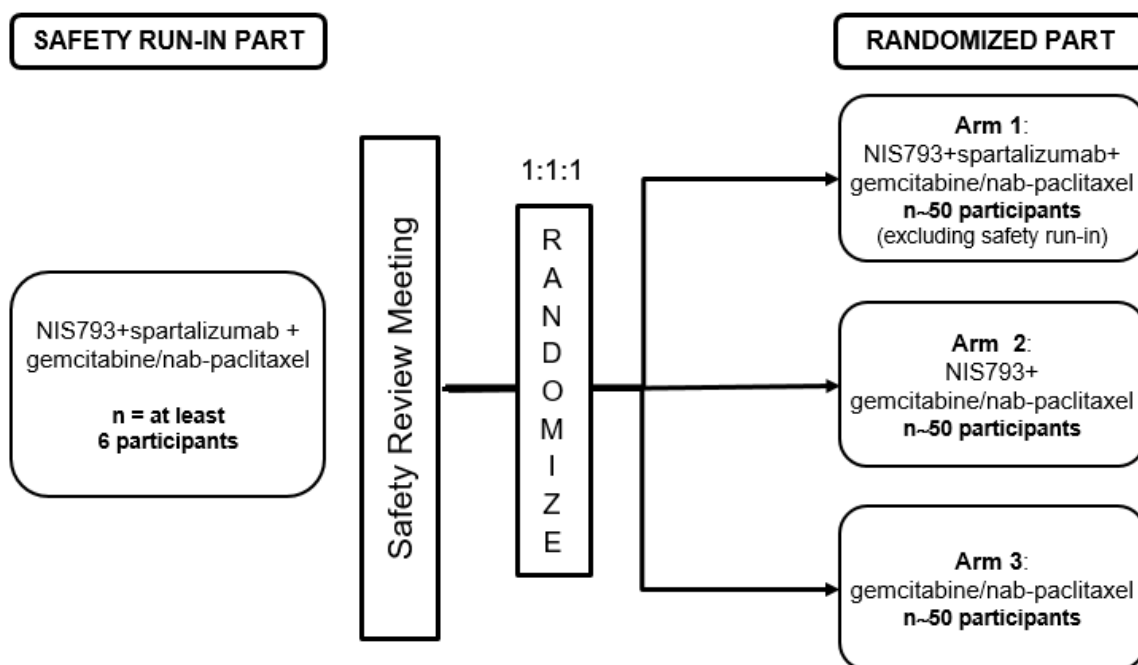 SAFETY RUN-IN PART
NIS793+spartalizumab +
gemcitabine/nab-paclitaxel
n = at least
6 participants
Safety Review Meeting
1:1:1
RANDOMIZE
RANDOMIZED PART
Arm 1:
NIS793+spartalizumab+
gemcitabine/nab-paclitaxel
n~50 participants
(excluding safety run-in)
Arm 2:
NIS793+
gemcitabine/nab-paclitaxel
n~50 participants
Arm 3:
gemcitabine/nab-paclitaxel
n~50 participants